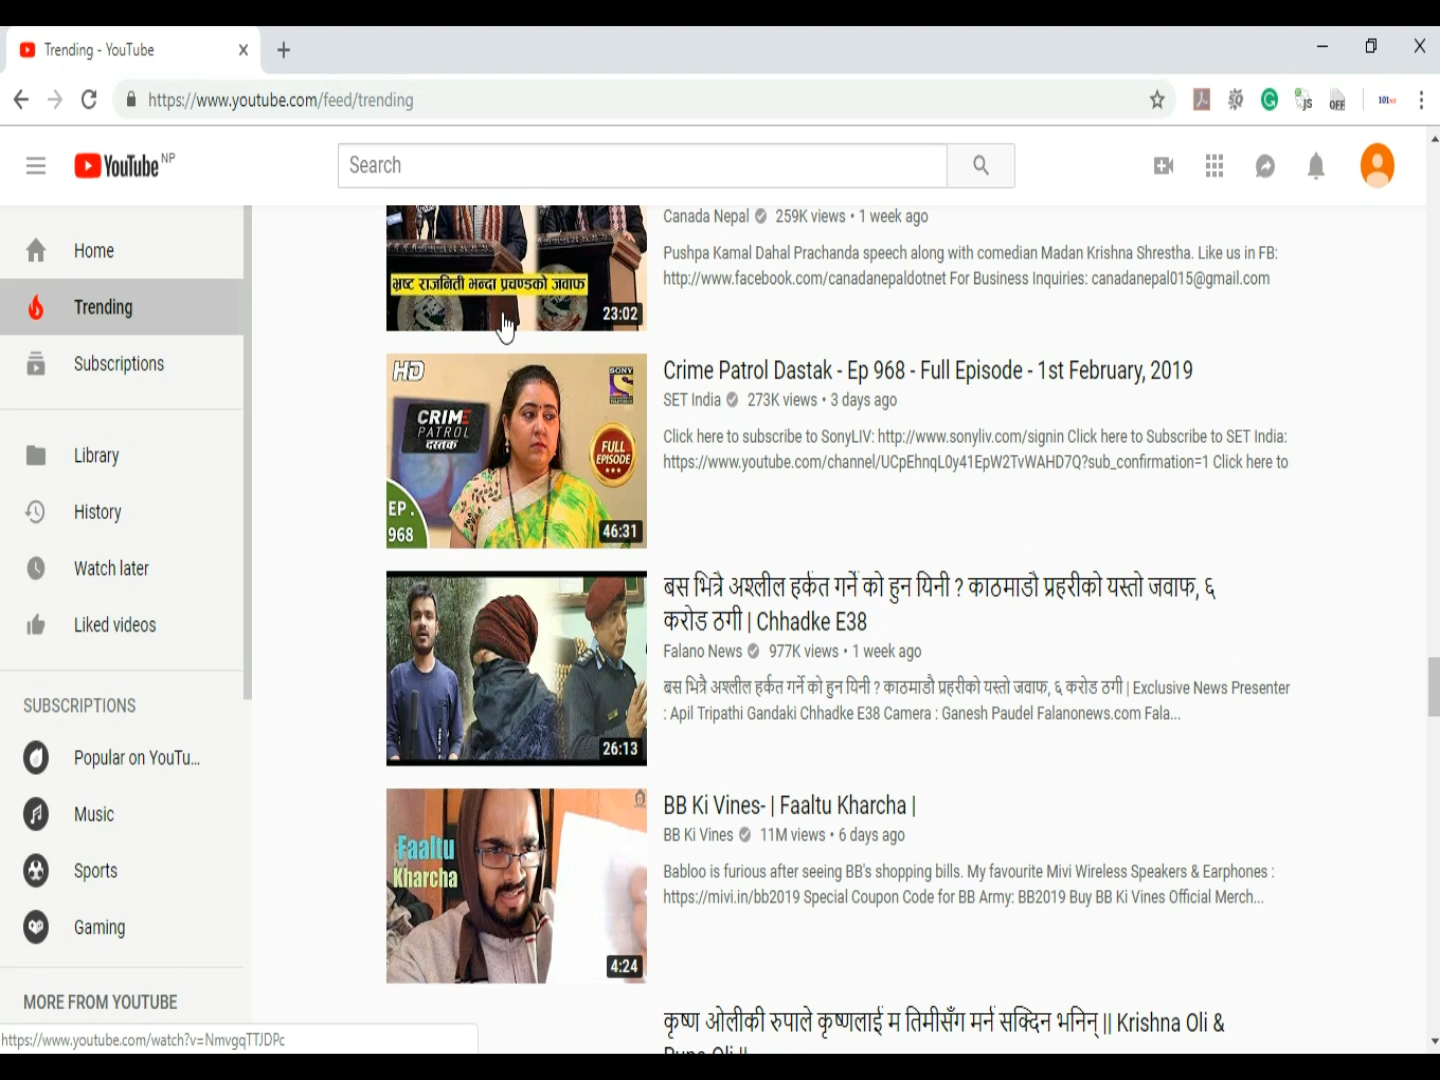 Trending - YouTube
https://www.youtube.com/feed/trending
JS
OFF
YouTube NP
Search
Home
Trending
Subscriptions
Library
History
Watch later
Liked videos
SUBSCRIPTIONS
Popular on YouTu...
Music
Sports
Gaming
MORE FROM YOUTUBE
https://www.youtube.com/watch?v=NmvgqTTJDPc
भ्रष्ट राजनिती भन्दा प्रचण्डको जवाफ
23:02
Canada Nepal 259K views • 1 week ago
Pushpa Kamal Dahal Prachanda speech along with comedian Madan Krishna Shrestha. Like us in FB:
http://www.facebook.com/canadanepaldotnet For Business Inquiries: canadanepal015@gmail.com
HD
SONY
CRIME
PATROL
दस्तक
FULL
EPISODE
EP.
968
46:31
Crime Patrol Dastak - Ep 968 - Full Episode - 1st February, 2019
SET India 273K views • 3 days ago
Click here to subscribe to SonyLIV: http://www.sonyliv.com/signin Click here to Subscribe to SET India:
https://www.youtube.com/channel/UCpEhnqL0y41EpW2TvWAHD7Q?sub_confirmation=1 Click here to
26:13
बस भित्रै अश्लील हर्कत गर्ने को हुन यिनी ? काठमाडौ प्रहरीको यस्तो जवाफ, ६
करोड ठगी | Chhadke E38
Falano News 977K views • 1 week ago
बस भित्रै अश्लील हर्कत गर्ने को हुन यिनी ? काठमाडौ प्रहरीको यस्तो जवाफ, ६ करोड ठगी | Exclusive News Presenter
: Apil Tripathi Gandaki Chhadke E38 Camera : Ganesh Paudel Falanonews.com Fala...
Faaltu
Kharcha
4:24
BB Ki Vines- | Faaltu Kharcha |
BB Ki Vines 11M views • 6 days ago
Babloo is furious after seeing BB's shopping bills. My favourite Mivi Wireless Speakers & Earphones :
https://mivi.in/bb2019 Special Coupon Code for BB Army: BB2019 Buy BB Ki Vines Official Merch...
कृष्ण ओलीकी रुपाले कृष्णलाई म तिमीसँग मर्न सक्दिन भनिन् || Krishna Oli &